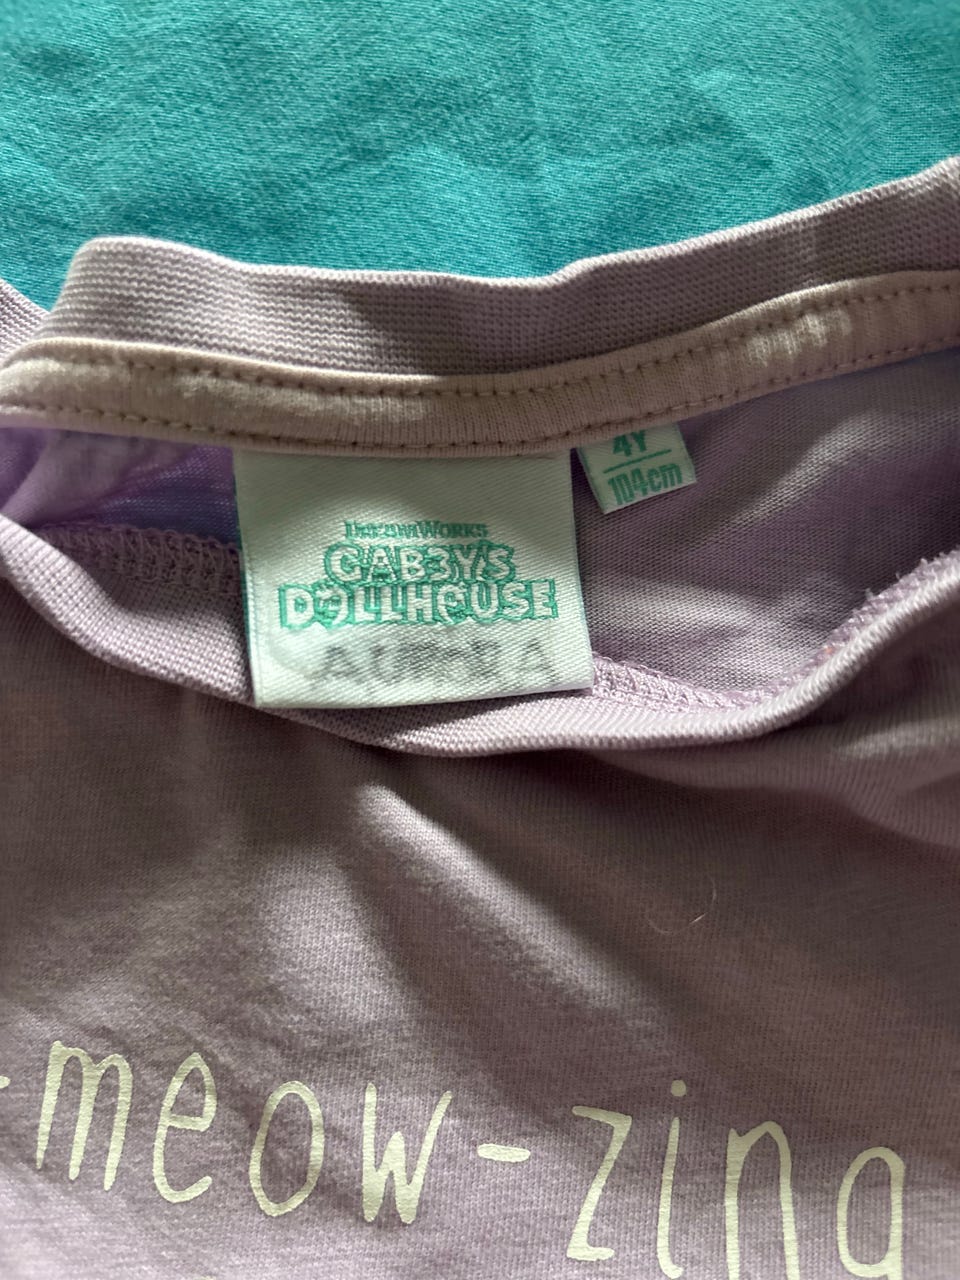 4Y
104cm
DREAMWORKS
GABBY'S
DOLLHOUSE
-meow-zing